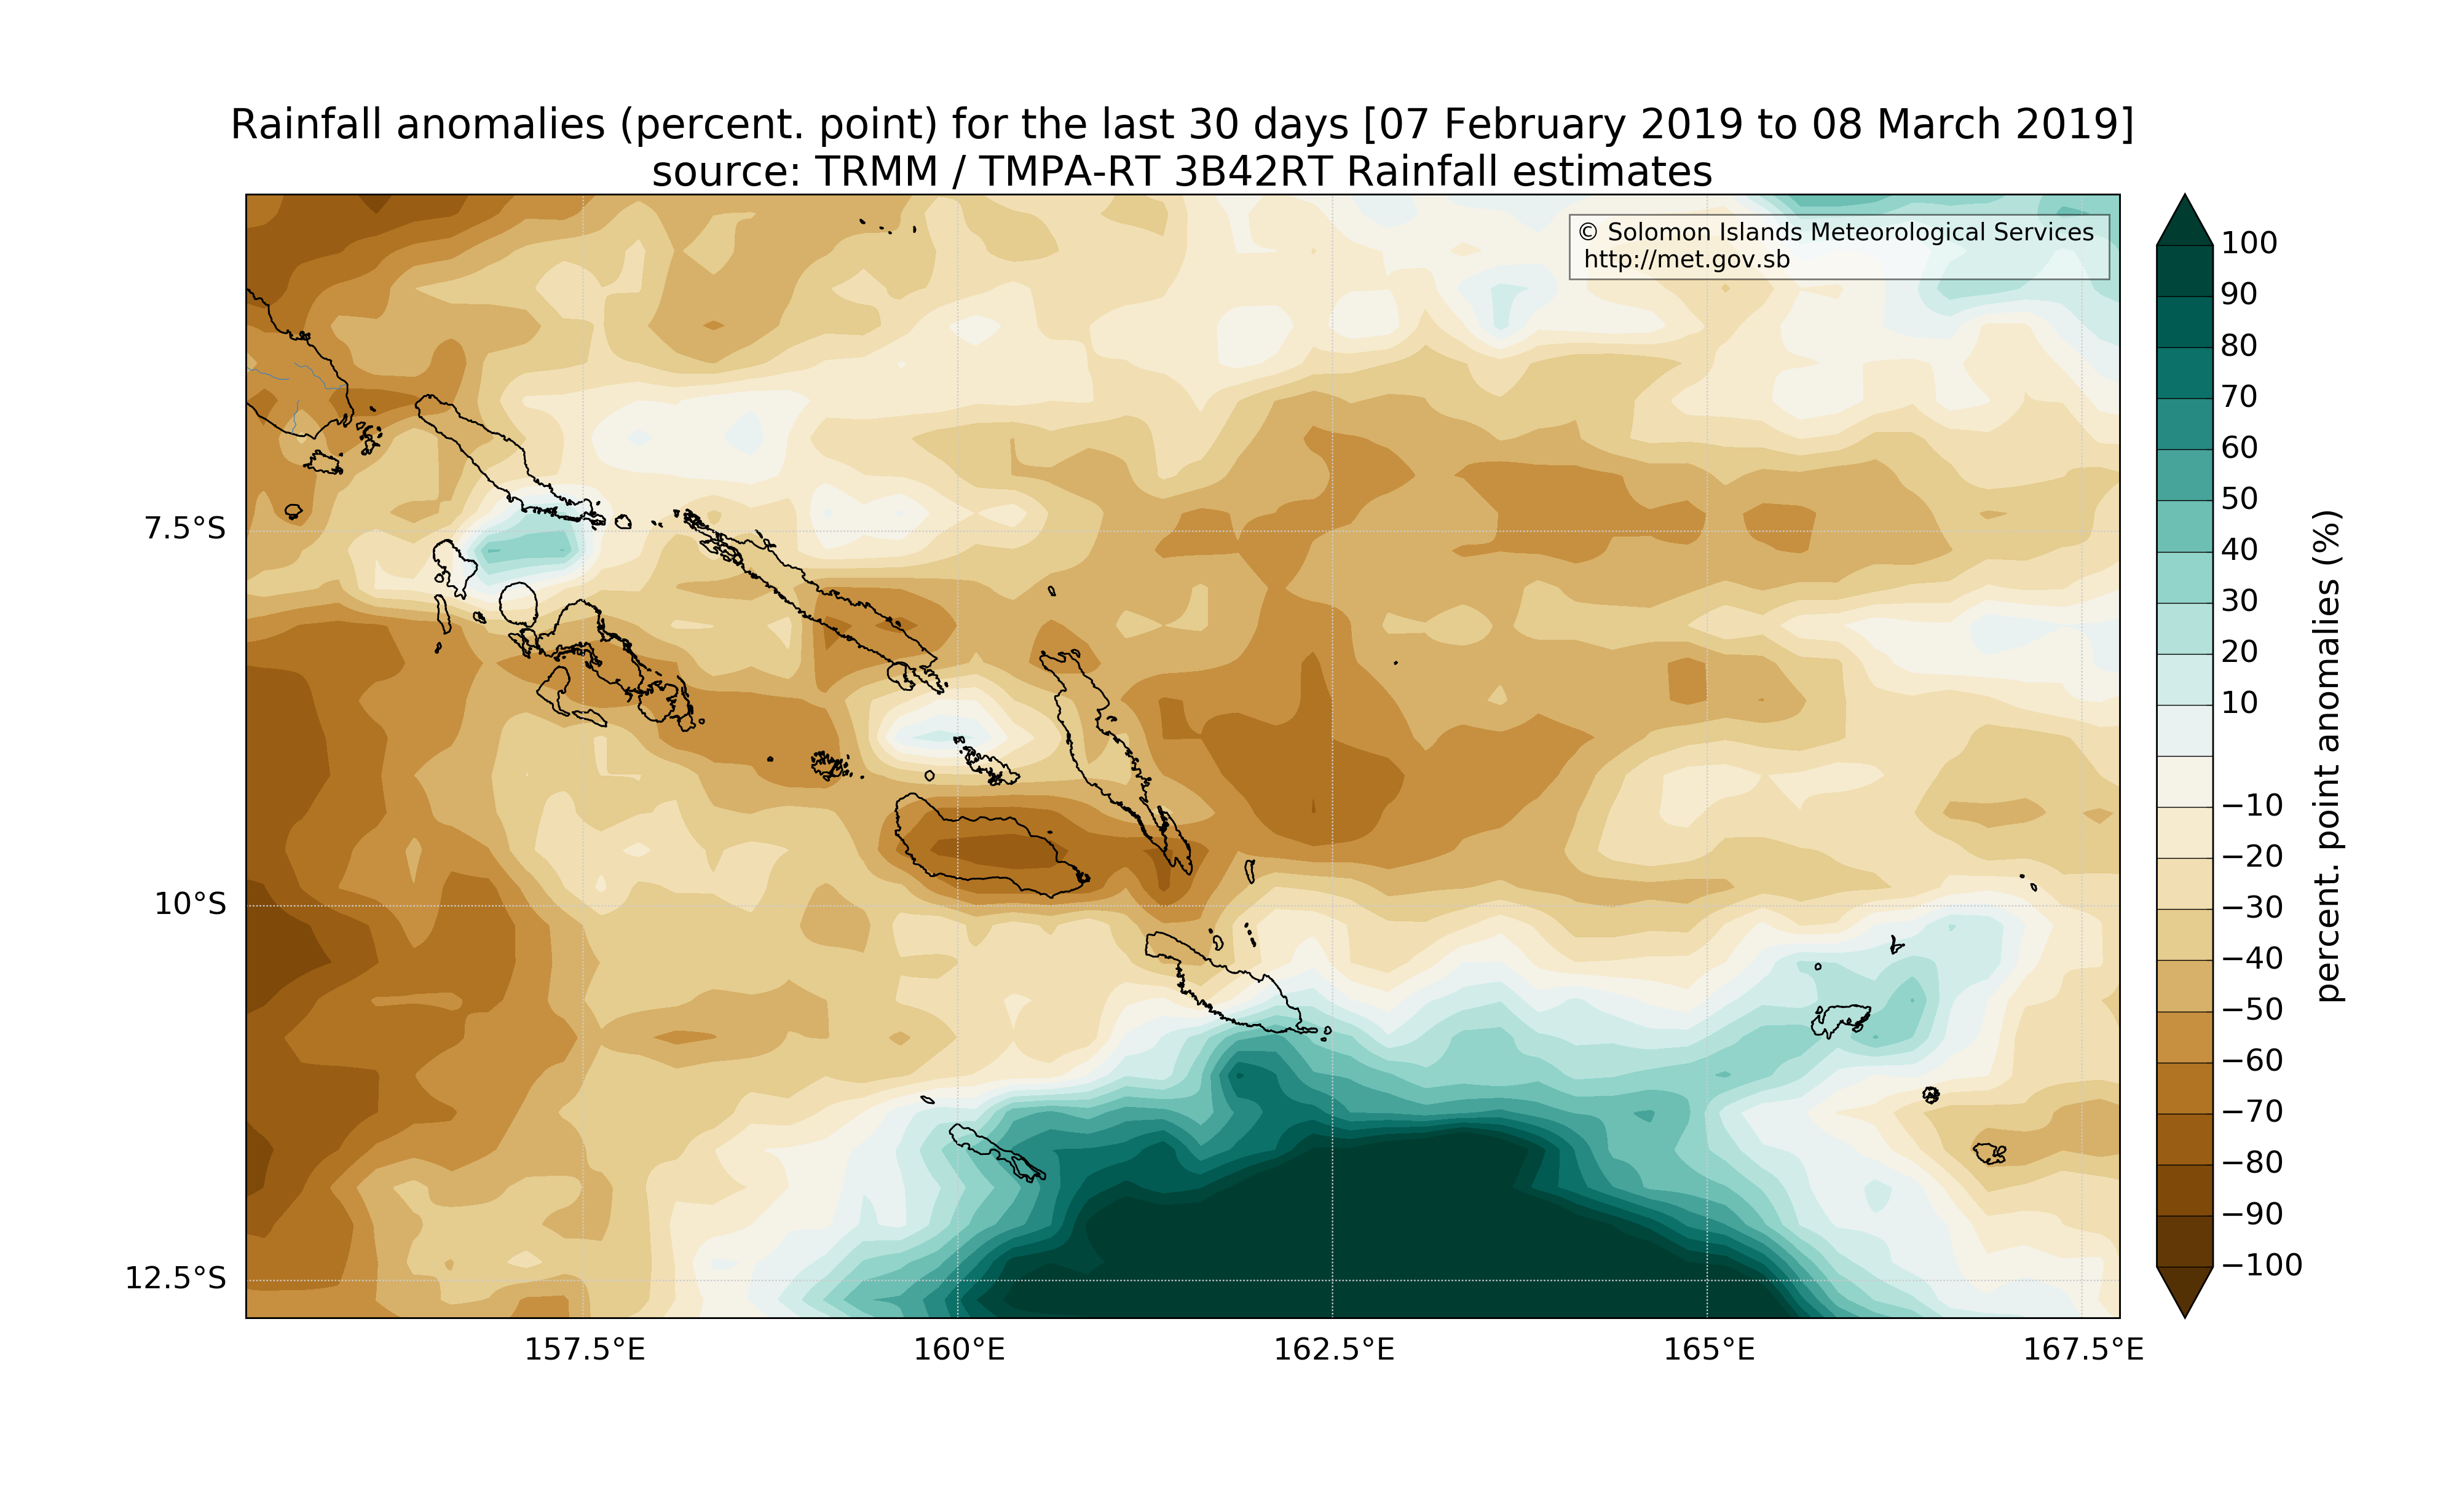 Rainfall anomalies (percent. point) for the last 30 days [07 February 2019 to 08 March 2019]
source: TRMM / TMPA-RT 3B42RT Rainfall estimates
© Solomon Islands Meteorological Services
http://met.gov.sb
7.5°S
10°S
12.5°S
157.5°E
160°E
162.5°E
165°E
167.5°E
100
90
80
70
60
50
40
30
20
10
−10
−20
−30
−40
−50
−60
−70
−80
−90
−100
percent. point anomalies (%)